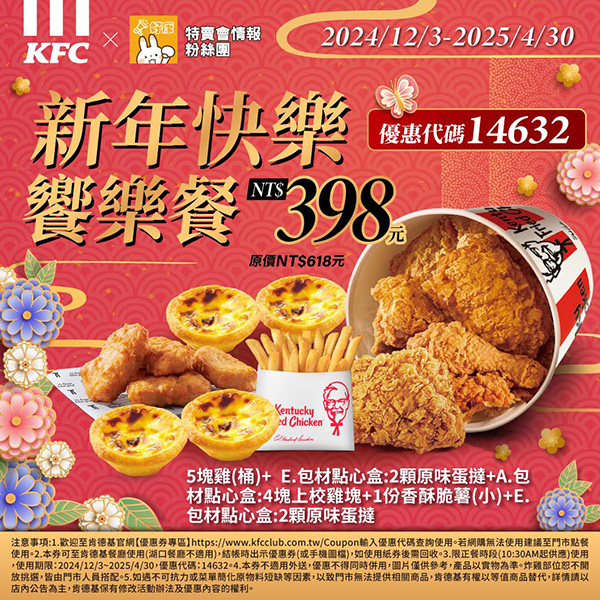 KFC
×
好康
特賣會情報
粉絲團
2024/12/3-2025/4/30
新年快樂
優惠代碼14632
饗樂餐
NT$398元
原價NT$618元
Kentucky
Fried Chicken
Kentucky
ed Chicken
5塊雞(桶)+ E.包材點心盒:2顆原味蛋撻+A.包
材點心盒:4塊上校雞塊+1份香酥脆薯(小)+E.
包材點心盒:2顆原味蛋撻
注意事項:1.歡迎至肯德基官網【優惠券專區】https://www.kfcclub.com.tw/Coupon輸入優惠代碼查詢使用。若網購無法使用建議至門市點餐
使用。2.本券可至肯德基餐廳使用(湖口餐廳不適用),結帳時出示優惠券(或手機圖檔),如使用紙券後需回收。3.限正餐時段(10:30AM起供應)使用
,使用期限:2024/12/3~2025/4/30,優惠代碼:14632。4.本券不適用外送,優惠不得同時併用,圖片僅供參考,產品以實物為準。炸雞部位恕不開
放挑選,皆由門市人員搭配。5.如遇不可抗力或菜單簡化原物料短缺等因素,以致門市無法提供相關商品,肯德基有權以等值商品替代,詳情請以
店內公告為主,肯德基保有修改活動辦法及優惠內容的權利。